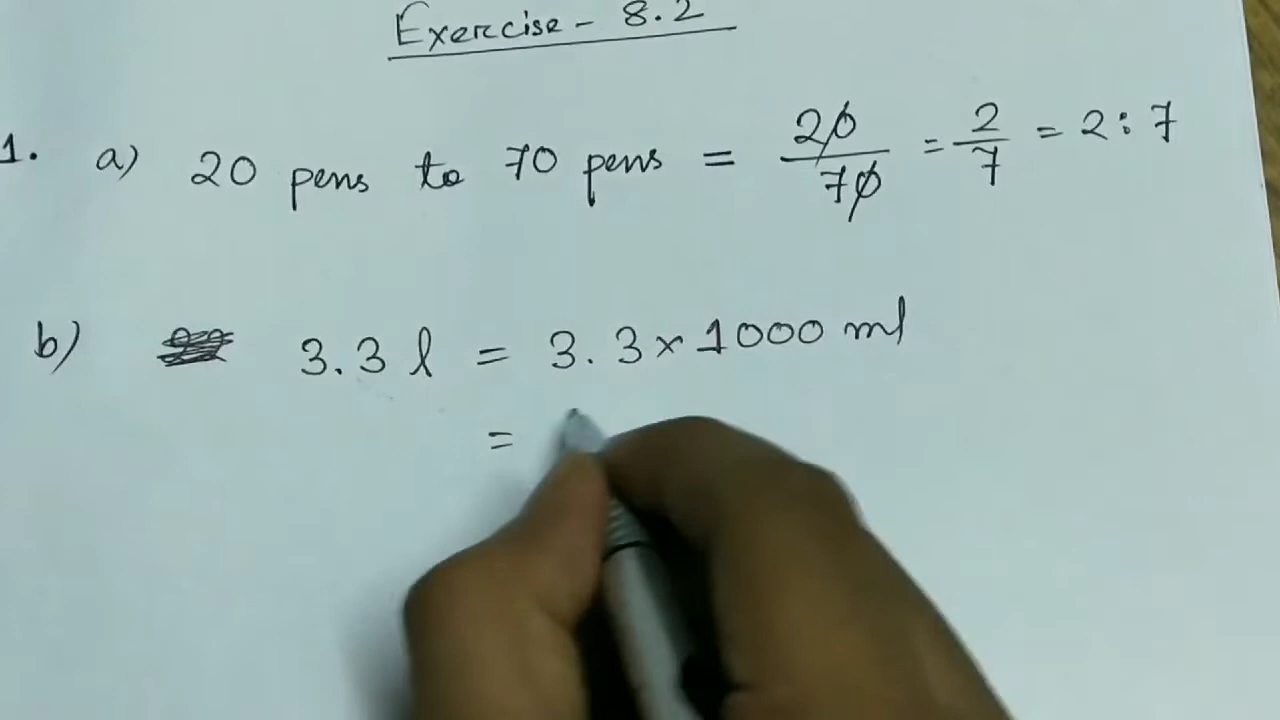 Exercise - 8.2
1. a) 20 pens to 70 pens = 20/70 = 2/7 = 2:7
b) 3.3 l = 3.3 × 1000 ml
=